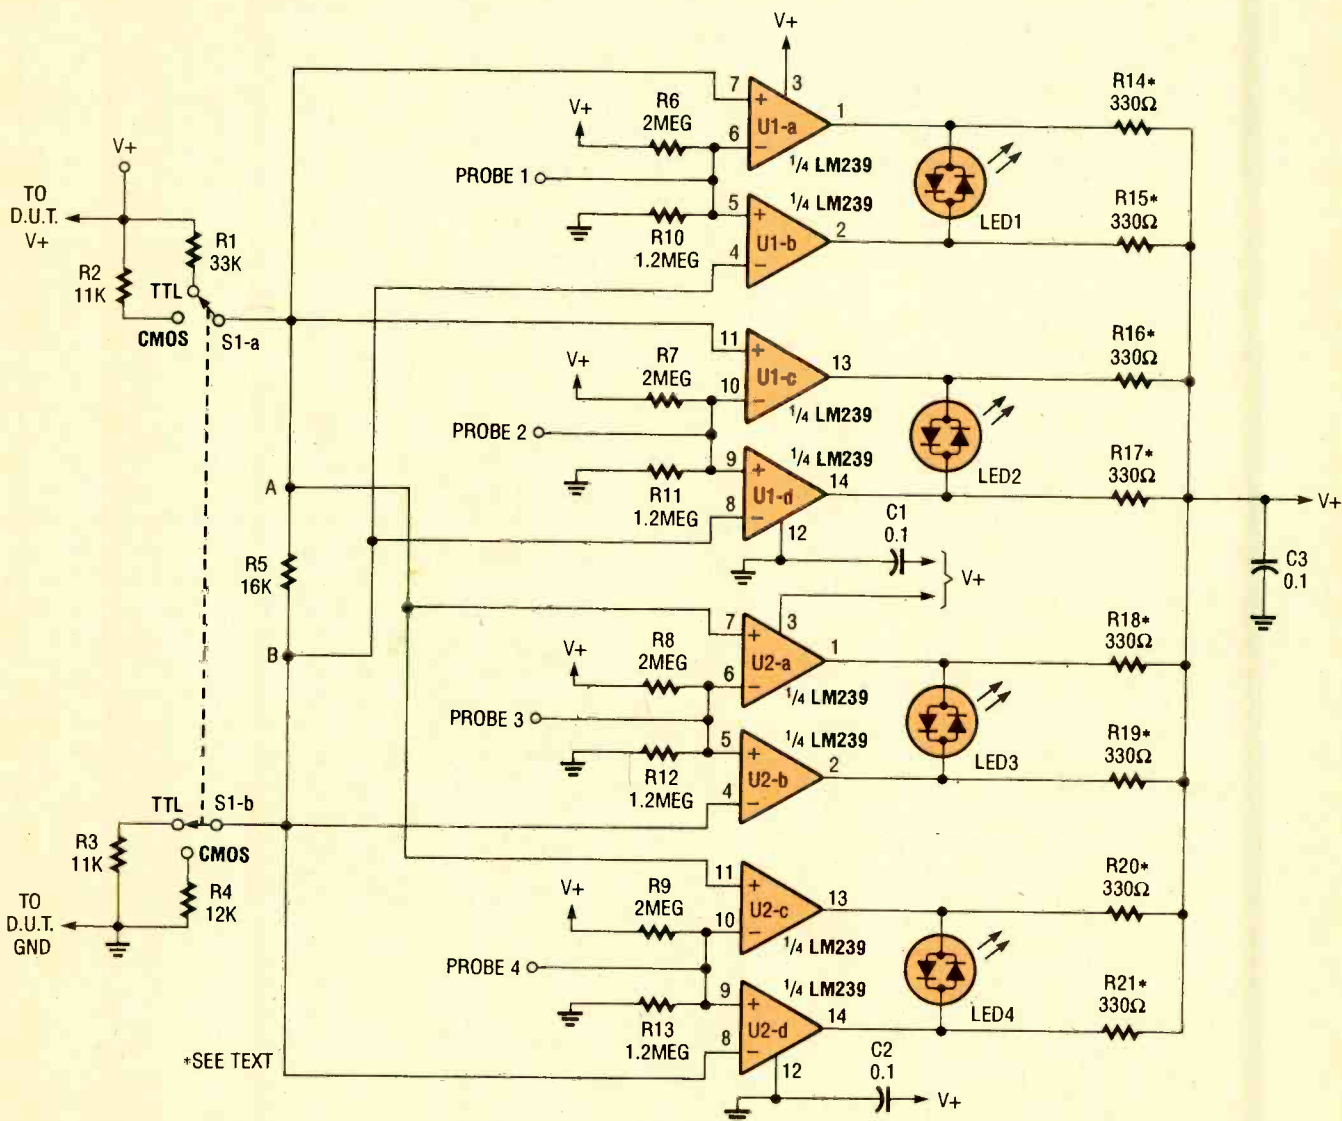 V+
3
R14*
330Ω
7
+
U1-a
1
R6
2MEG
V+
6
−
1/4 LM239
V+
PROBE 1
TO
D.U.T.
V+
R1
33K
R2
11K
TTL
CMOS
S1-a
1/4 LM239
5
+
R10
1.2MEG
U1-b
2
4
−
LED1
R15*
330Ω
11
+
U1-c
13
R16*
330Ω
V+
R7
2MEG
10
−
1/4 LM239
PROBE 2
1/4 LM239
9
+
R11
1.2MEG
U1-d
14
8
−
12
LED2
R17*
330Ω
V+
A
C1
0.1
V+
C3
0.1
R5
16K
3
7
+
U2-a
1
R18*
330Ω
B
V+
R8
2MEG
6
−
1/4 LM239
PROBE 3
1/4 LM239
5
+
R12
1.2MEG
U2-b
2
4
−
LED3
R19*
330Ω
TTL
S1-b
R3
11K
CMOS
R4
12K
TO
D.U.T.
GND
11
+
U2-c
13
R20*
330Ω
V+
R9
2MEG
10
−
1/4 LM239
PROBE 4
1/4 LM239
9
+
R13
1.2MEG
U2-d
14
8
−
12
LED4
R21*
330Ω
C2
0.1
V+
*SEE TEXT